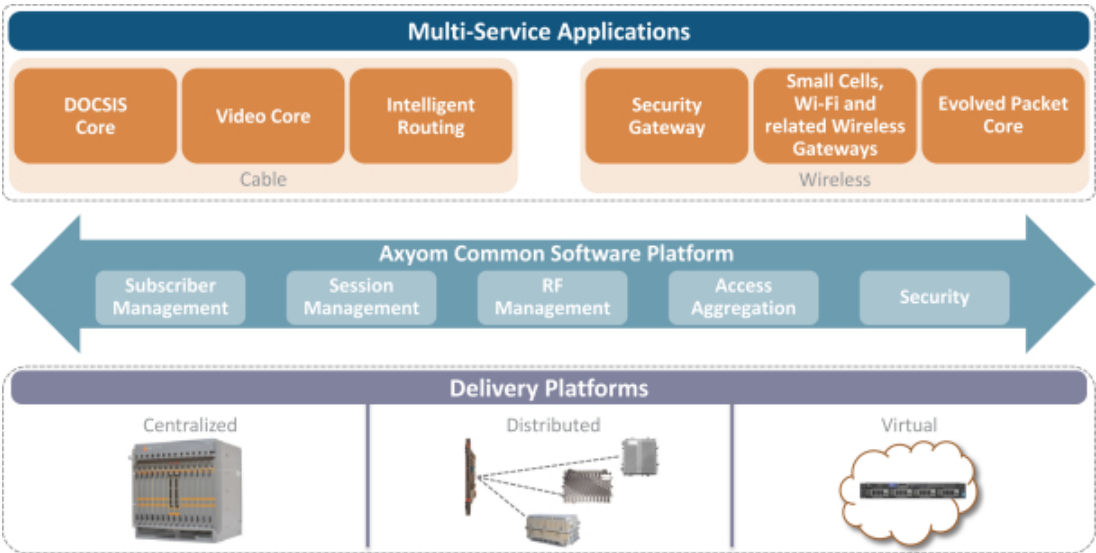 Multi-Service Applications
DOCSIS
Core
Video Core
Intelligent
Routing
Cable
Security
Gateway
Small Cells,
Wi-Fi and
related Wireless
Gateways
Evolved Packet
Core
Wireless
Axyom Common Software Platform
Subscriber
Management
Session
Management
RF
Management
Access
Aggregation
Security
Delivery Platforms
Centralized
Distributed
Virtual